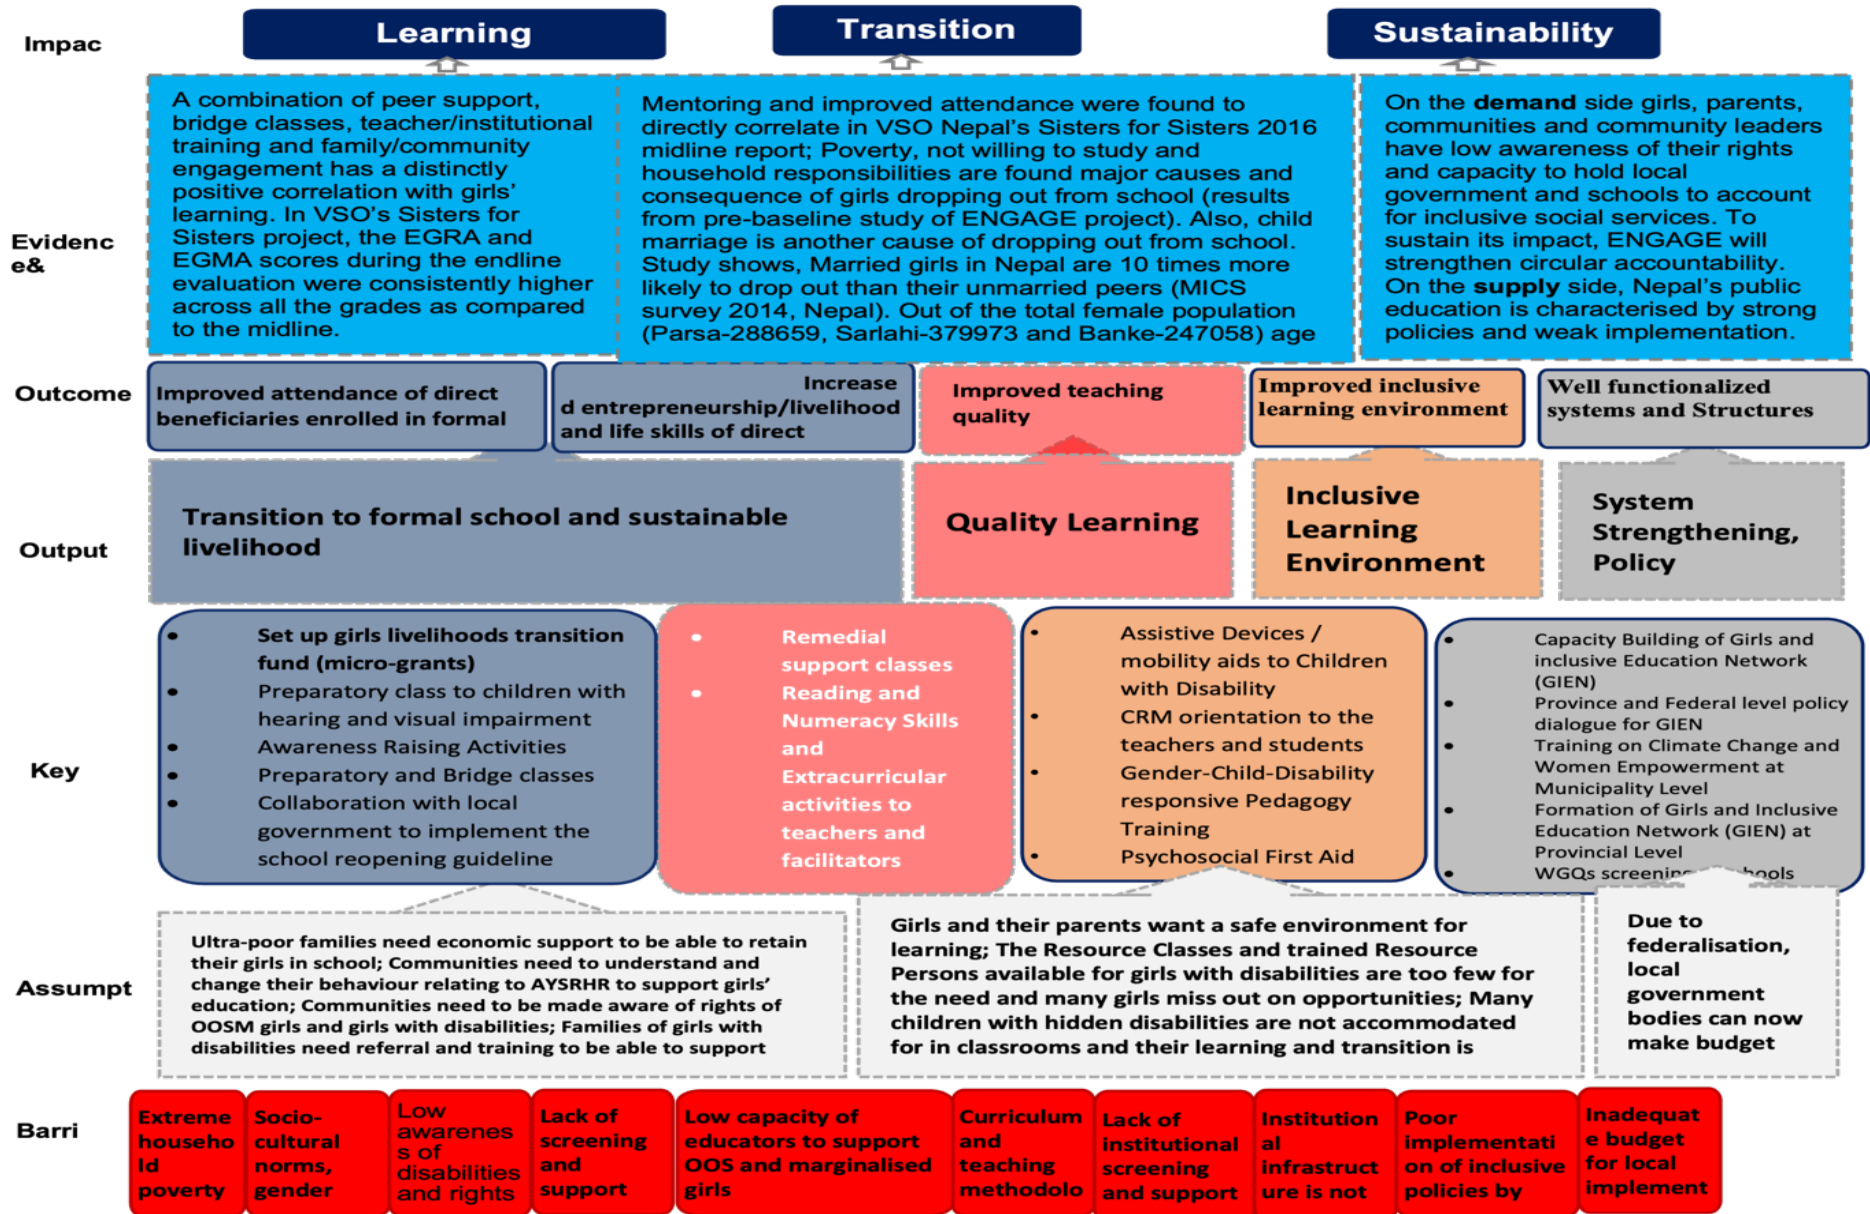 Impac
Learning
Transition
Sustainability
Evidenc
e&
A combination of peer support,
bridge classes, teacher/institutional
training and family/community
engagement has a distinctly
positive correlation with girls’
learning. In VSO’s Sisters for
Sisters project, the EGRA and
EGMA scores during the endline
evaluation were consistently higher
across all the grades as compared
to the midline.
Mentoring and improved attendance were found to
directly correlate in VSO Nepal’s Sisters for Sisters 2016
midline report; Poverty, not willing to study and
household responsibilities are found major causes and
consequence of girls dropping out from school (results
from pre-baseline study of ENGAGE project). Also, child
marriage is another cause of dropping out from school.
Study shows, Married girls in Nepal are 10 times more
likely to drop out than their unmarried peers (MICS
survey 2014, Nepal). Out of the total female population
(Parsa-288659, Sarlahi-379973 and Banke-247058) age
On the demand side girls, parents,
communities and community leaders
have low awareness of their rights
and capacity to hold local
government and schools to account
for inclusive social services. To
sustain its impact, ENGAGE will
strengthen circular accountability.
On the supply side, Nepal’s public
education is characterised by strong
policies and weak implementation.
Outcome
Improved attendance of direct
beneficiaries enrolled in formal
Increase
d entrepreneurship/livelihood
and life skills of direct
Improved teaching
quality
Improved inclusive
learning environment
Well functionalized
systems and Structures
Output
Transition to formal school and sustainable
livelihood
Quality Learning
Inclusive
Learning
Environment
System
Strengthening,
Policy
Key
• Set up girls livelihoods transition
fund (micro-grants)
• Preparatory class to children with
hearing and visual impairment
• Awareness Raising Activities
• Preparatory and Bridge classes
• Collaboration with local
government to implement the
school reopening guideline
• Remedial
support classes
• Reading and
Numeracy Skills
and
Extracurricular
activities to
teachers and
facilitators
• Assistive Devices /
mobility aids to Children
with Disability
• CRM orientation to the
teachers and students
• Gender-Child-Disability
responsive Pedagogy
Training
• Psychosocial First Aid
• Capacity Building of Girls and
inclusive Education Network
(GIEN)
• Province and Federal level policy
dialogue for GIEN
• Training on Climate Change and
Women Empowerment at
Municipality Level
• Formation of Girls and Inclusive
Education Network (GIEN) at
Provincial Level
• WGQs
Assumpt
Ultra-poor families need economic support to be able to retain
their girls in school; Communities need to understand and
change their behaviour relating to AYSRHR to support girls’
education; Communities need to be made aware of rights of
OOSM girls and girls with disabilities; Families of girls with
disabilities need referral and training to be able to support
Girls and their parents want a safe environment for
learning; The Resource Classes and trained Resource
Persons available for girls with disabilities are too few for
the need and many girls miss out on opportunities; Many
children with hidden disabilities are not accommodated
for in classrooms and their learning and transition is
Due to
federalisation,
local
government
bodies can now
make budget
Barri
Extreme
househo
ld
poverty
Socio-
cultural
norms,
gender
Low
awarenes
s of
disabilities
and rights
Lack of
screening
and
support
Low capacity of
educators to support
OOS and marginalised
girls
Curriculum
and
teaching
methodolo
Lack of
institutional
screening
and support
Institution
al
infrastruct
ure is not
Poor
implementati
on of inclusive
policies by
Inadequat
e budget
for local
implement